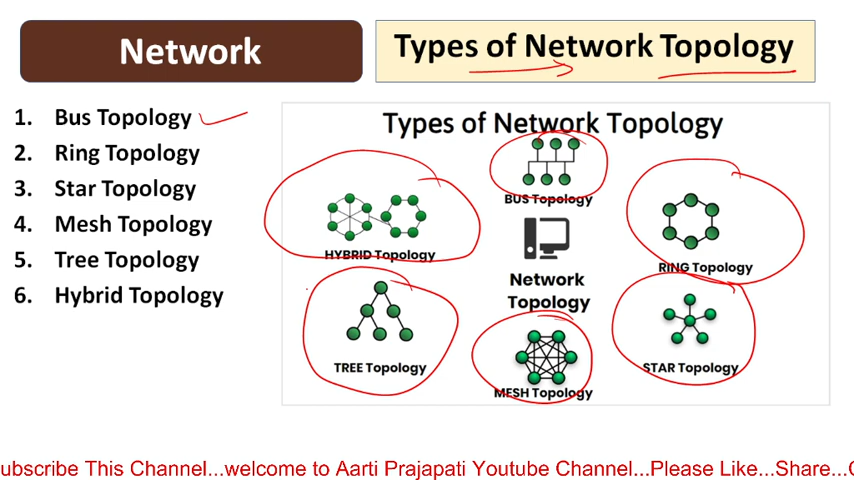 Network
Types of Network Topology
1. Bus Topology
2. Ring Topology
3. Star Topology
4. Mesh Topology
5. Tree Topology
6. Hybrid Topology
Types of Network Topology
BUS Topology
HYBRID Topology
RING Topology
Network
Topology
TREE Topology
MESH Topology
STAR Topology
ubscribe This Channel...welcome to Aarti Prajapati Youtube Channel...Please Like...Share...